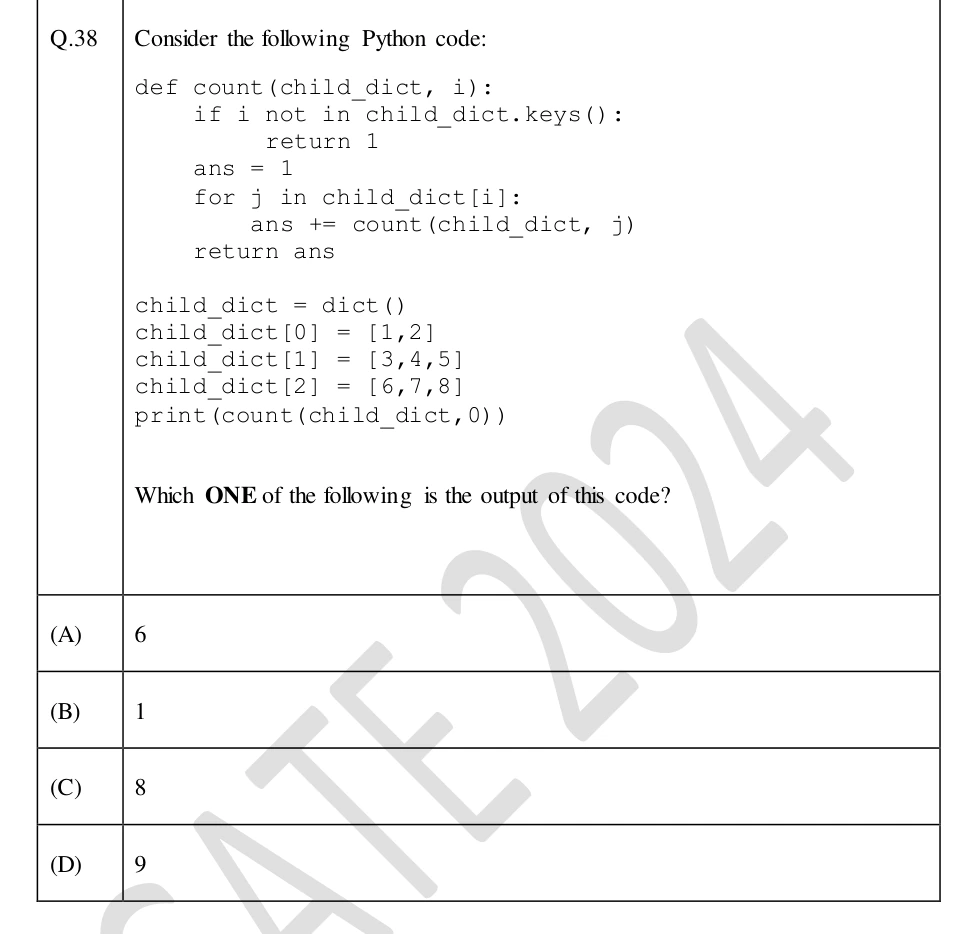 Q.38 Consider the following Python code:
def count(child_dict, i):
    if i not in child_dict.keys():
         return 1
    ans = 1
    for j in child_dict[i]:
        ans += count(child_dict, j)
    return ans
child_dict = dict()
child_dict[0] = [1,2]
child_dict[1] = [3,4,5]
child_dict[2] = [6,7,8]
print(count(child_dict,0))
Which ONE of the following is the output of this code?
(A) 6
(B) 1
(C) 8
(D) 9
GATE 2024